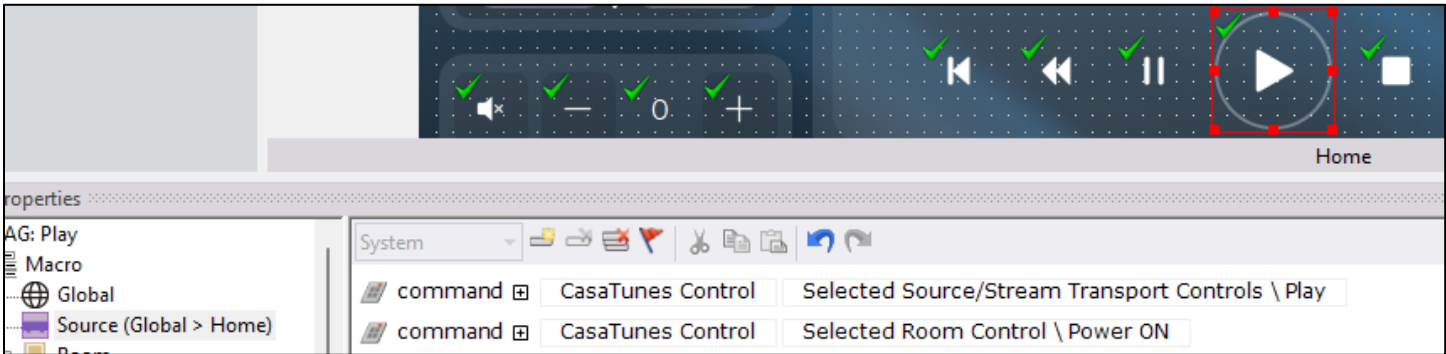 0
Home
roperties
AG: Play
System
Macro
Global
command CasaTunes Control Selected Source/Stream Transport Controls \ Play
Source (Global > Home)
command CasaTunes Control Selected Room Control \ Power ON
Room